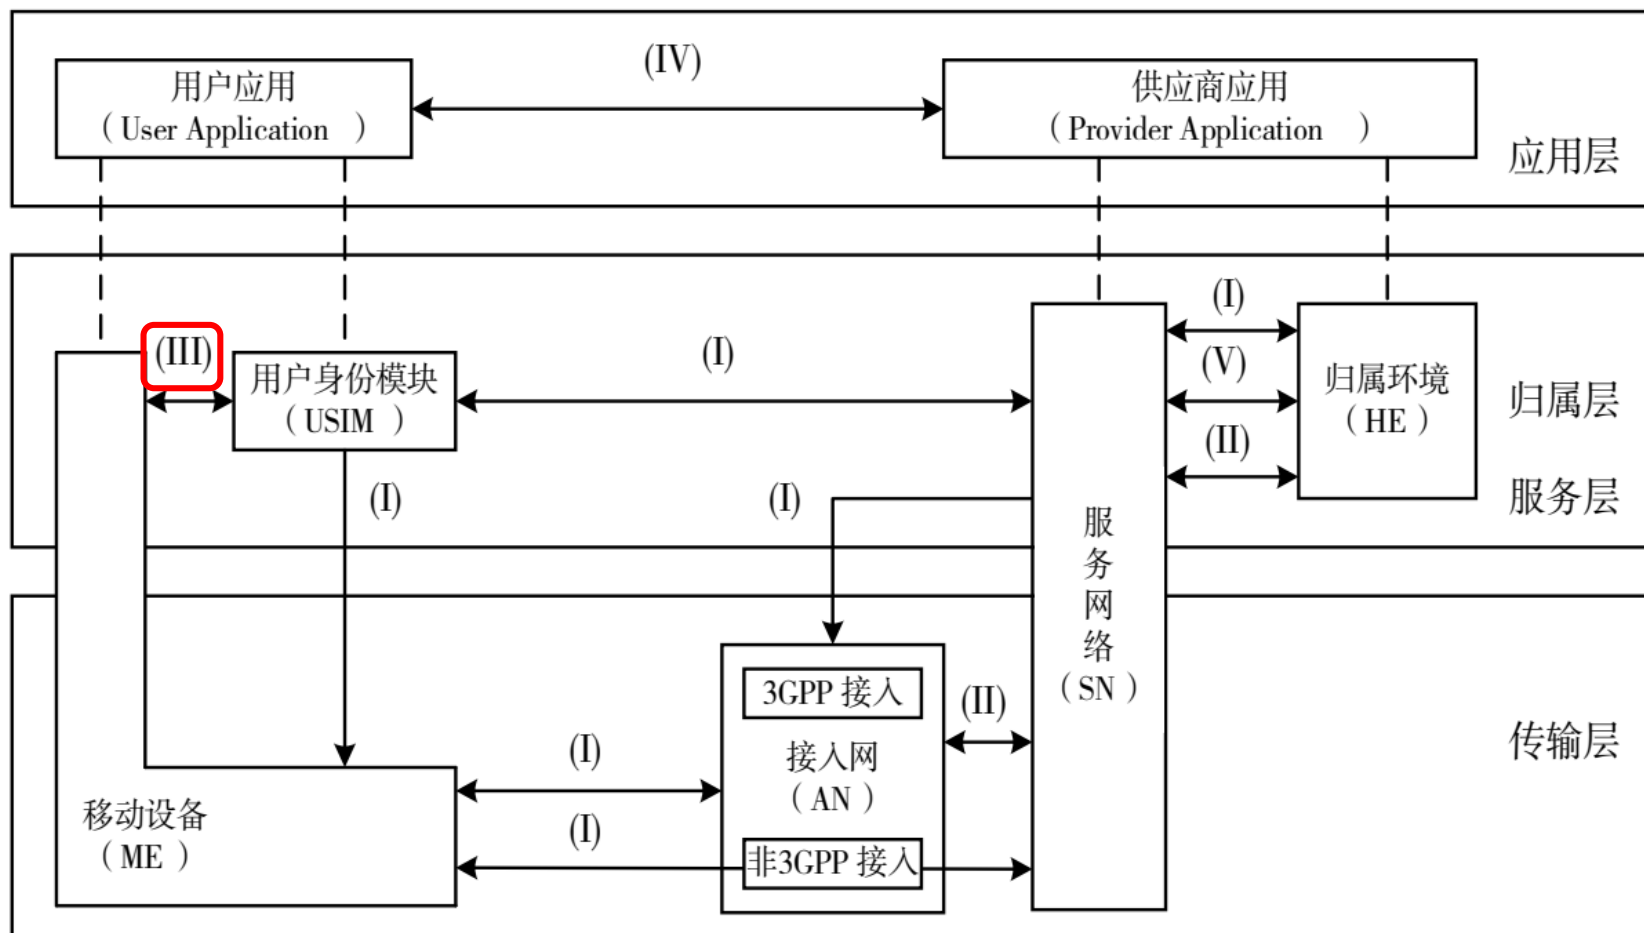 (IV)
用户应用
（User Application ）
供应商应用
（Provider Application ）
应用层
(III)
用户身份模块
（USIM ）
(I)
(I)
(V)
(II)
归属环境
（HE ）
归属层
服务层
(I)
(I)
服
务
网
络
（SN）
3GPP 接入
接入网
（AN）
非3GPP 接入
(II)
(I)
(I)
移动设备
（ME ）
传输层